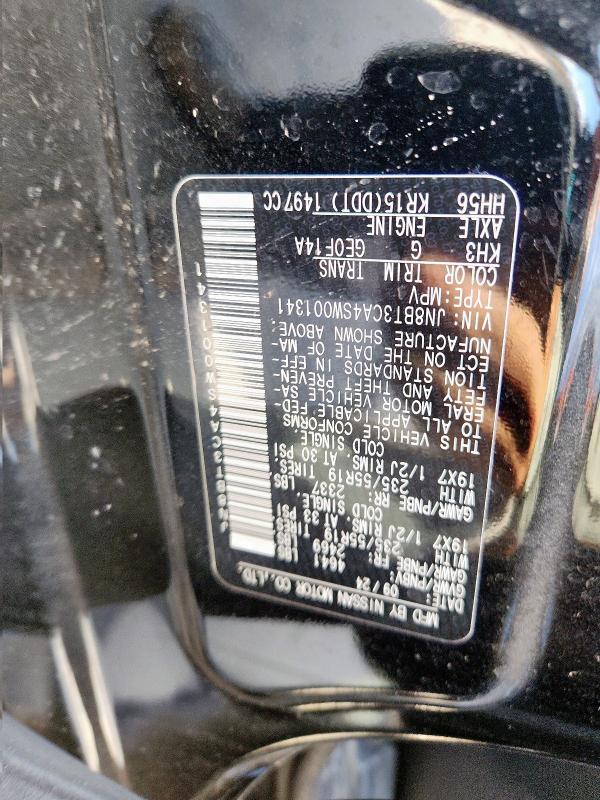 MFD BY NISSAN MOTOR CO.,LTD.
DATE: 09/24
GVWR/PNBV: 4641 LBS
GAWR/PNBE FR: 2469 LBS
WITH 235/55R19 TIRES,
19X7 1/2J RIMS, AT 33 PSI
COLD SINGLE.
GAWR/PNBE RR: 2337 LBS
WITH 235/55R19 TIRES,
19X7 1/2J RIMS, AT 30 PSI
COLD SINGLE.
THIS VEHICLE CONFORMS
TO ALL APPLICABLE FED-
ERAL MOTOR VEHICLE SA-
FETY AND THEFT PREVEN-
TION STANDARDS IN EFF-
ECT ON THE DATE OF MA-
NUFACTURE SHOWN ABOVE.
VIN: JN8BT3CA4SW001341
TYPE:MPV
COLOR TRIM TRANS
KH3 G GE0F14A
AXLE ENGINE
HH56 KR15(DDT) 1497CC
JN8BT3CA4SW001341